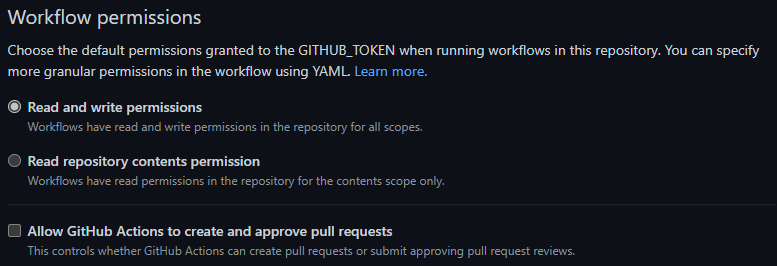 Workflow permissions
Choose the default permissions granted to the GITHUB_TOKEN when running workflows in this repository. You can specify
more granular permissions in the workflow using YAML. Learn more.
Read and write permissions
Workflows have read and write permissions in the repository for all scopes.
Read repository contents permission
Workflows have read permissions in the repository for the contents scope only.
Allow GitHub Actions to create and approve pull requests
This controls whether GitHub Actions can create pull requests or submit approving pull request reviews.